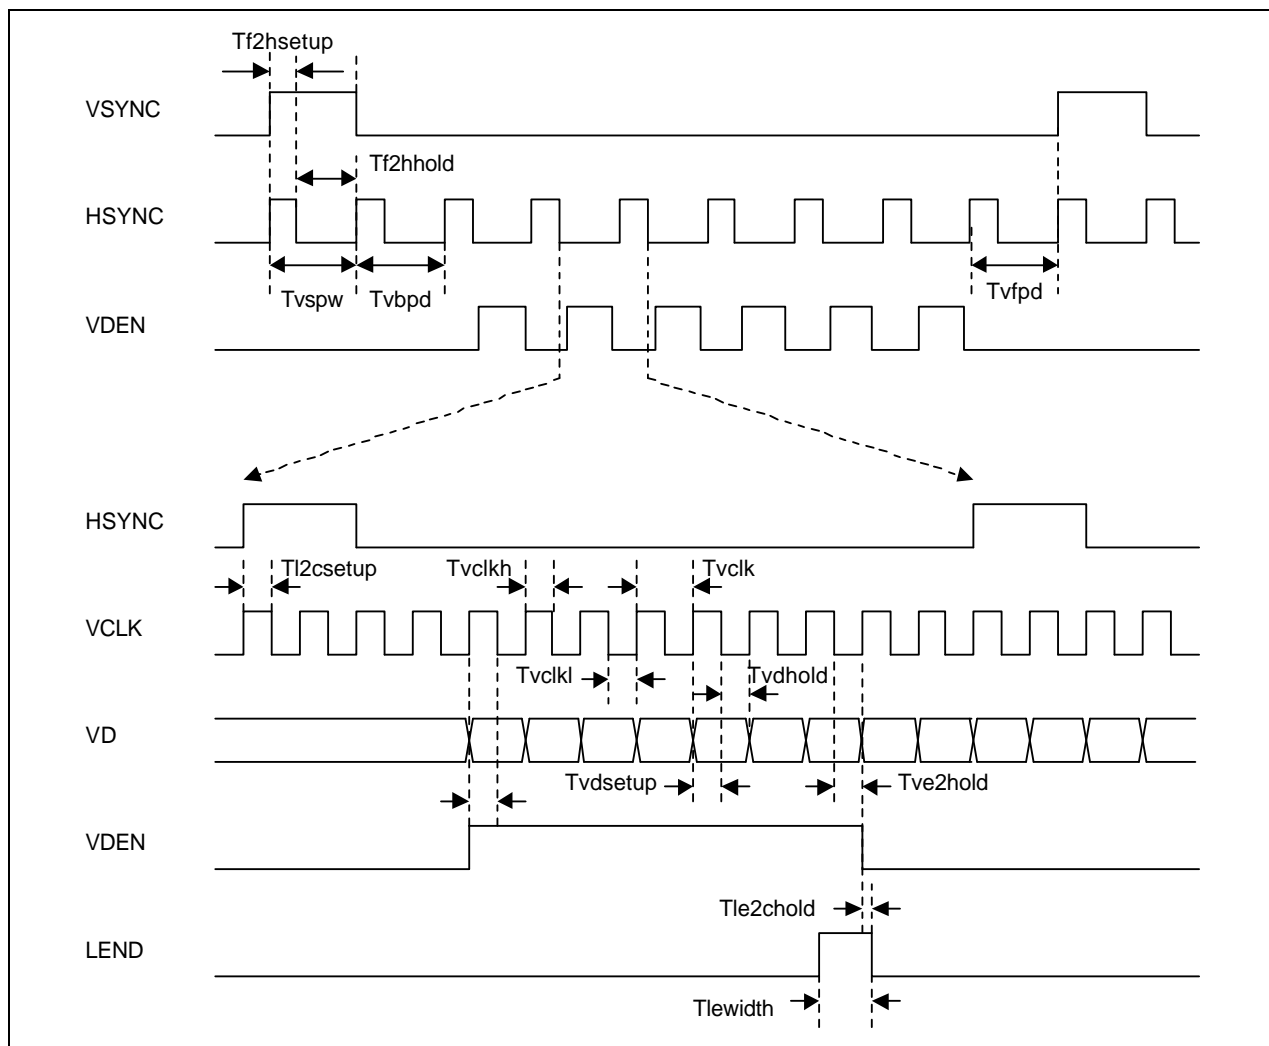 Tf2hsetup
VSYNC
Tf2hhold
HSYNC
Tvspw
Tvbpd
Tvfpd
VDEN
HSYNC
Tl2csetup
Tvclkh
Tvclk
VCLK
Tvclkl
Tvdhold
VD
Tvdsetup
Tve2hold
VDEN
Tle2chold
LEND
Tlewidth